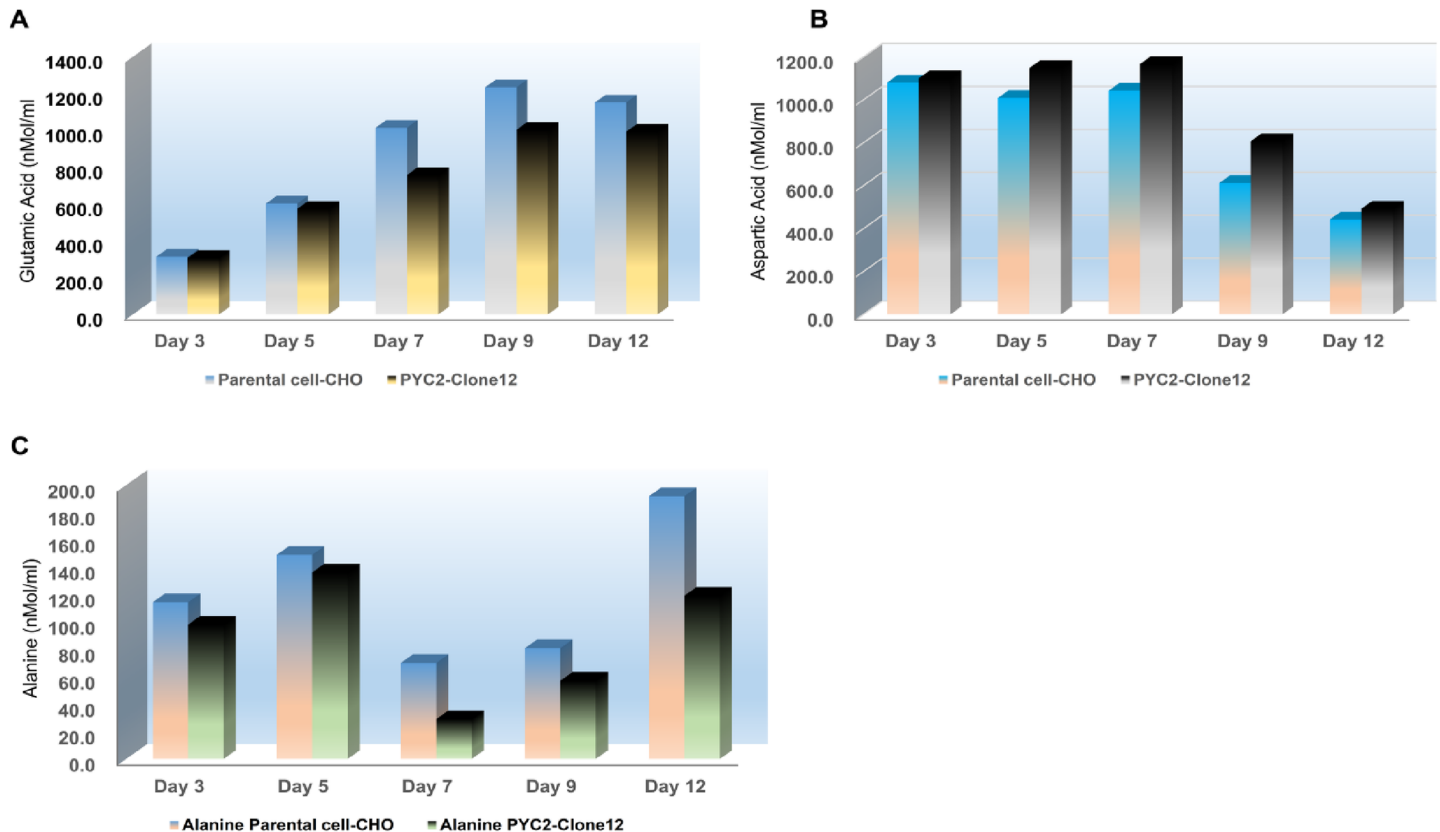 A
Glutamic Acid (nMol/ml
1400.0
1200.0
1000.0
800.0
600.0
400.0
200.0
0.0
Day 3 Day 5 Day 7 Day 9 Day 12
Parental cell-CHO PYC2-Clone12
B
Aspartic Acid (nMol/ml
1200.0
1000.0
800.0
600.0
400.0
200.0
0.0
Day 3 Day 5 Day 7 Day 9 Day 12
Parental cell-CHO PYC2-Clone12
C
Alanine (nMol/ml)
200.0
180.0
160.0
140.0
120.0
100.0
80.0
60.0
40.0
20.0
0.0
Day 3 Day 5 Day 7 Day 9 Day 12
Alanine Parental cell-CHO Alanine PYC2-Clone12